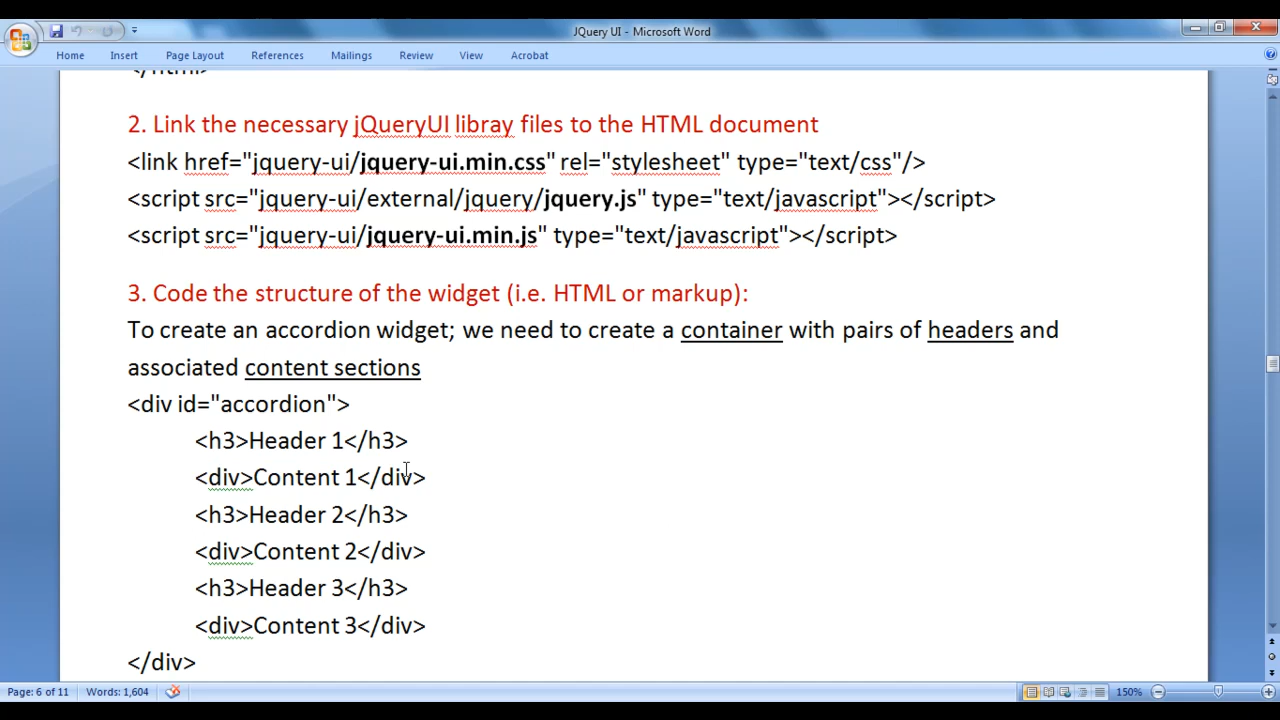 JQuery UI - Microsoft Word
Home Insert Page Layout References Mailings Review View Acrobat
</html>
2. Link the necessary jQueryUI libray files to the HTML document
<link href="jquery-ui/jquery-ui.min.css" rel="stylesheet" type="text/css"/>
<script src="jquery-ui/external/jquery/jquery.js" type="text/javascript"></script>
<script src="jquery-ui/jquery-ui.min.js" type="text/javascript"></script>
3. Code the structure of the widget (i.e. HTML or markup):
To create an accordion widget; we need to create a container with pairs of headers and
associated content sections
<div id="accordion">
<h3>Header 1</h3>
<div>Content 1</div>
<h3>Header 2</h3>
<div>Content 2</div>
<h3>Header 3</h3>
<div>Content 3</div>
</div>
Page: 6 of 11 Words: 1,604 150%